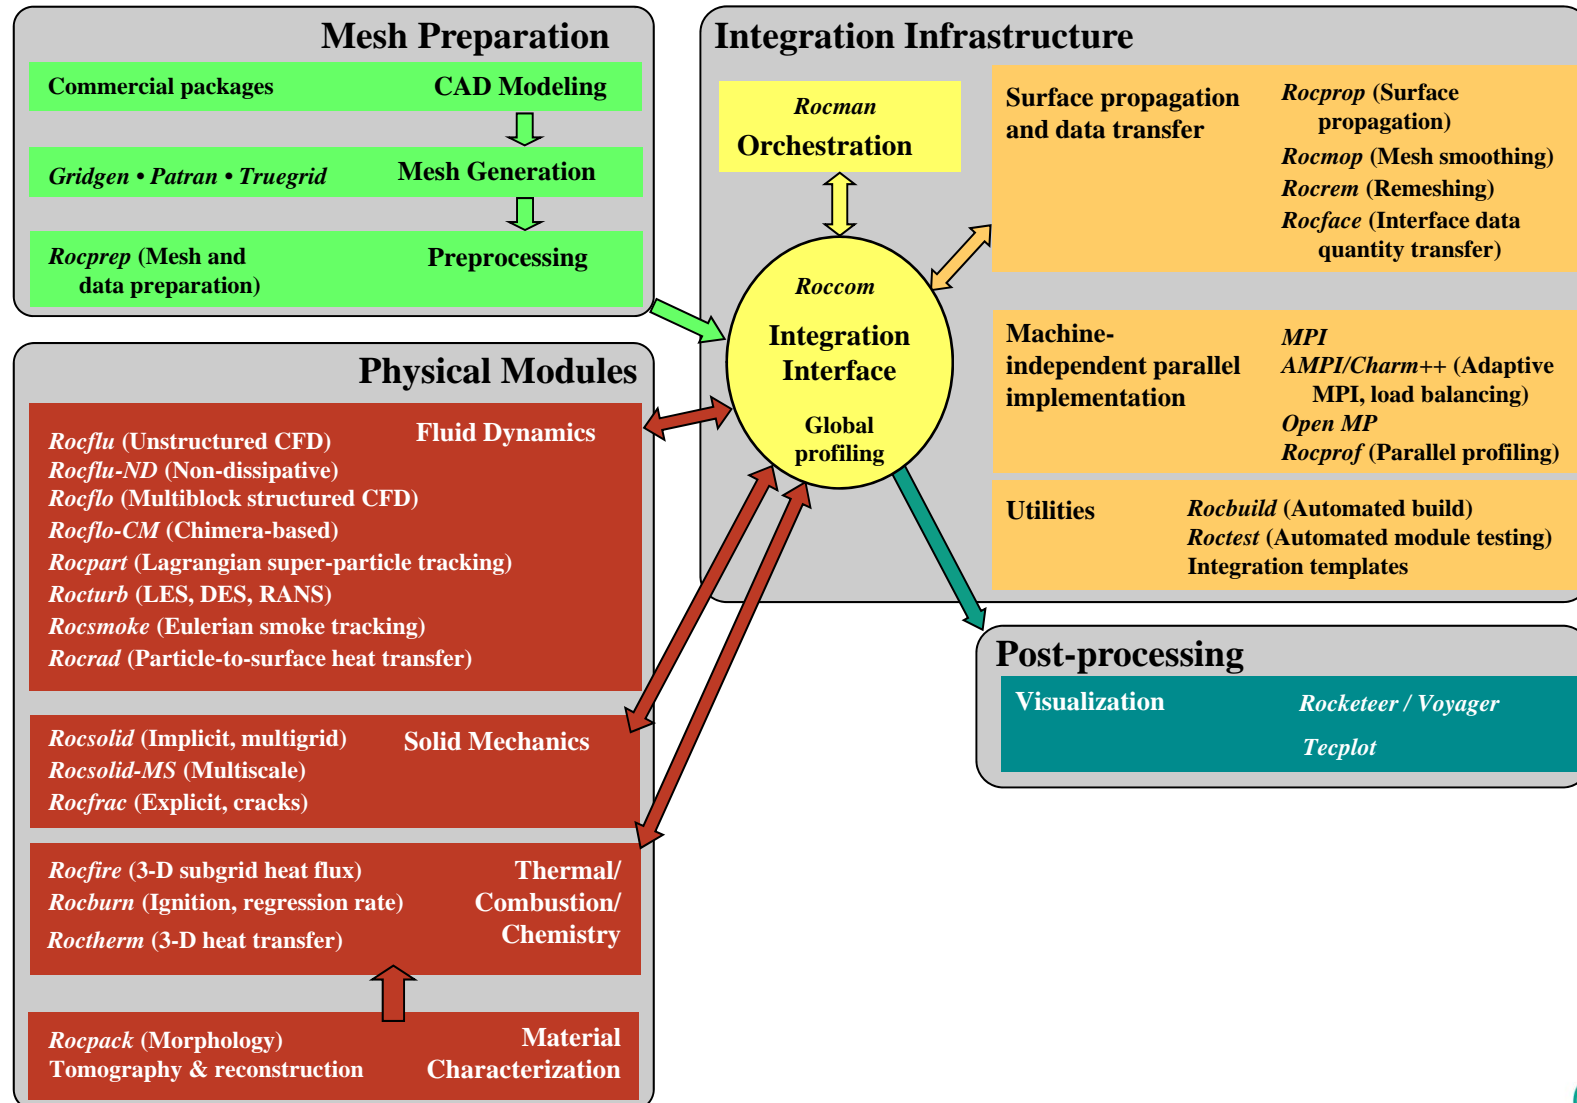 Mesh Preparation
Commercial packages
CAD Modeling
Gridgen • Patran • Truegrid
Mesh Generation
Rocprep (Mesh and
data preparation)
Preprocessing
Physical Modules
Fluid Dynamics
Rocflu (Unstructured CFD)
Rocflu-ND (Non-dissipative)
Rocflo (Multiblock structured CFD)
Rocflo-CM (Chimera-based)
Rocpart (Lagrangian super-particle tracking)
Rocturb (LES, DES, RANS)
Rocsmoke (Eulerian smoke tracking)
Rocrad (Particle-to-surface heat transfer)
Rocsolid (Implicit, multigrid)
Solid Mechanics
Rocsolid-MS (Multiscale)
Rocfrac (Explicit, cracks)
Rocfire (3-D subgrid heat flux)
Rocburn (Ignition, regression rate)
Roctherm (3-D heat transfer)
Thermal/
Combustion/
Chemistry
Rocpack (Morphology)
Tomography & reconstruction
Material
Characterization
Integration Infrastructure
Rocman
Orchestration
Roccom
Integration
Interface
Global
profiling
Surface propagation
and data transfer
Rocprop (Surface
propagation)
Rocmop (Mesh smoothing)
Rocrem (Remeshing)
Rocface (Interface data
quantity transfer)
Machine-
independent parallel
implementation
MPI
AMPI/Charm++ (Adaptive
MPI, load balancing)
Open MP
Rocprof (Parallel profiling)
Utilities
Rocbuild (Automated build)
Roctest (Automated module testing)
Integration templates
Post-processing
Visualization
Rocketeer / Voyager
Tecplot